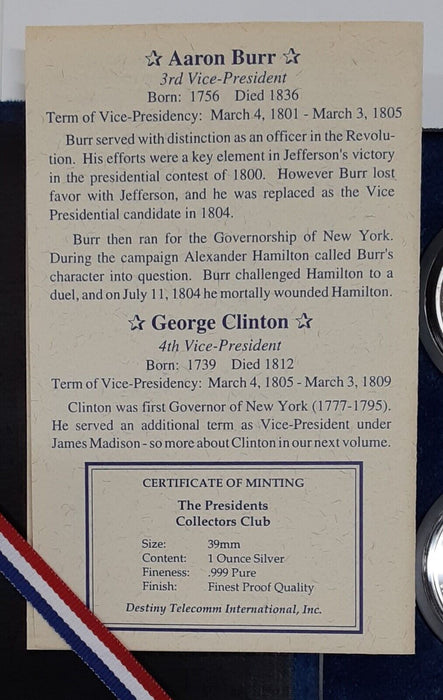 ☆ Aaron Burr ☆
3rd Vice-President
Born: 1756 Died 1836
Term of Vice-Presidency: March 4, 1801 - March 3, 1805
Burr served with distinction as an officer in the Revolu-
tion. His efforts were a key element in Jefferson's victory
in the presidential contest of 1800. However Burr lost
favor with Jefferson, and he was replaced as the Vice
Presidential candidate in 1804.
Burr then ran for the Governorship of New York.
During the campaign Alexander Hamilton called Burr's
character into question. Burr challenged Hamilton to a
duel, and on July 11, 1804 he mortally wounded Hamilton.
☆ George Clinton ☆
4th Vice-President
Born: 1739 Died 1812
Term of Vice-Presidency: March 4, 1805 - March 3, 1809
Clinton was first Governor of New York (1777-1795).
He served an additional term as Vice-President under
James Madison - so more about Clinton in our next volume.
CERTIFICATE OF MINTING
The Presidents
Collectors Club
Size: 39mm
Content: 1 Ounce Silver
Fineness: .999 Pure
Finish: Finest Proof Quality
Destiny Telecomm International, Inc.